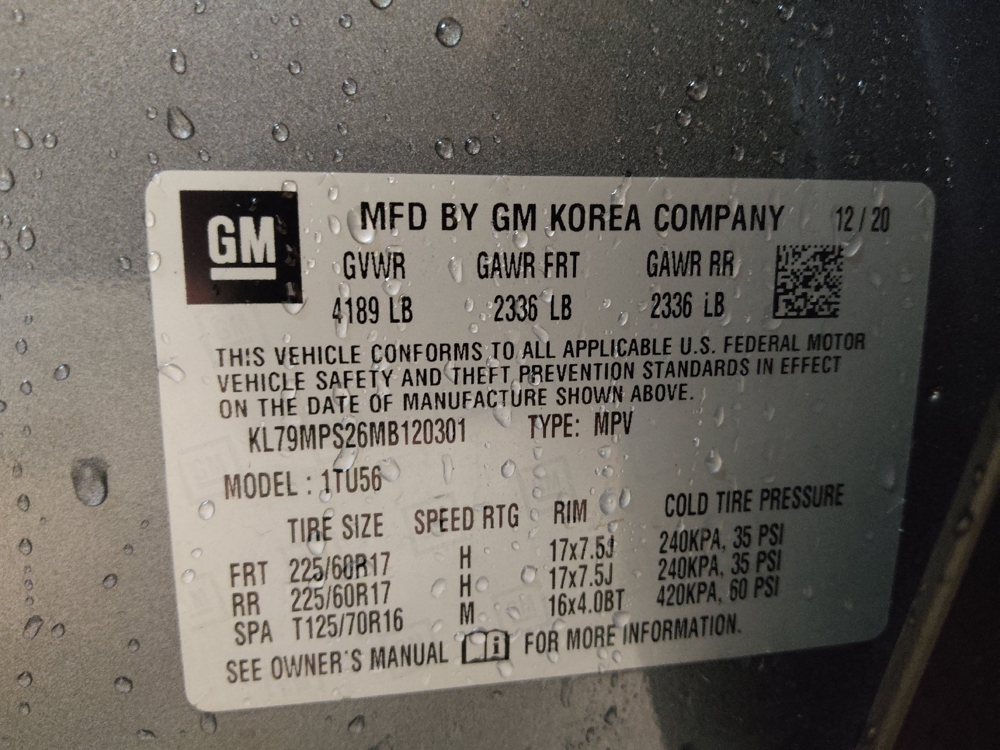 GM
MFD BY GM KOREA COMPANY 12 / 20
GVWR GAWR FRT GAWR RR
4189 LB 2336 LB 2336 LB
THIS VEHICLE CONFORMS TO ALL APPLICABLE U.S. FEDERAL MOTOR
VEHICLE SAFETY AND THEFT PREVENTION STANDARDS IN EFFECT
ON THE DATE OF MANUFACTURE SHOWN ABOVE.
KL79MPS26MB120301 TYPE: MPV
MODEL : 1TU56
TIRE SIZE SPEED RTG RIM COLD TIRE PRESSURE
FRT 225/60R17 H 17x7.5J 240KPA, 35 PSI
RR 225/60R17 H 17x7.5J 240KPA, 35 PSI
SPA T125/70R16 M 16x4.0BT 420KPA, 60 PSI
SEE OWNER'S MANUAL i FOR MORE INFORMATION.